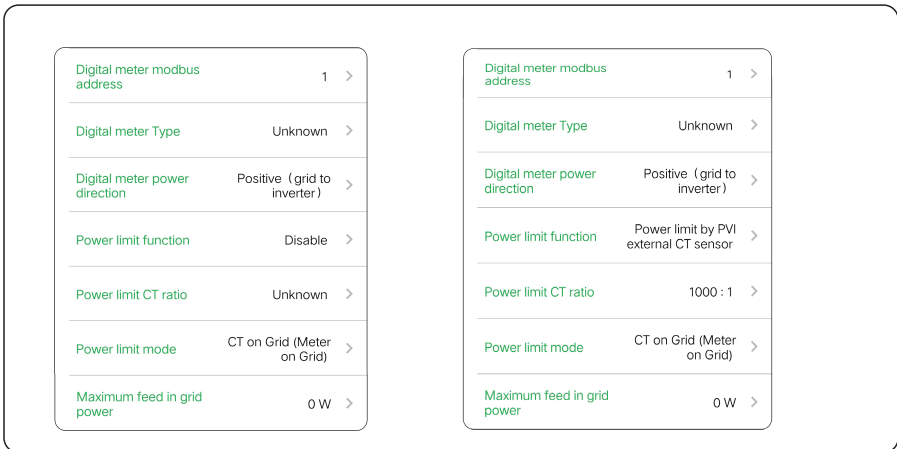 Digital meter modbus
address
1
Digital meter Type
Unknown
Digital meter power
direction
Positive（grid to
inverter）
Power limit function
Disable
Power limit CT ratio
Unknown
Power limit mode
CT on Grid (Meter
on Grid)
Maximum feed in grid
power
0 W
Digital meter modbus
address
1
Digital meter Type
Unknown
Digital meter power
direction
Positive（grid to
inverter）
Power limit function
Power limit by PVI
external CT sensor
Power limit CT ratio
1000 : 1
Power limit mode
CT on Grid (Meter
on Grid)
Maximum feed in grid
power
0 W